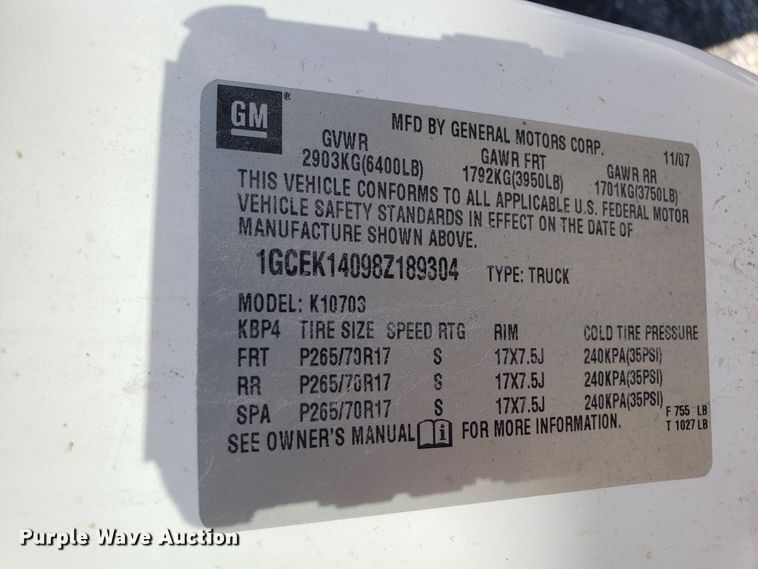 GM®
MFD BY GENERAL MOTORS CORP. 11/07
GVWR GAWR FRT GAWR RR
2903KG(6400LB) 1792KG(3950LB) 1701KG(3750LB)
THIS VEHICLE CONFORMS TO ALL APPLICABLE U.S. FEDERAL MOTOR
VEHICLE SAFETY STANDARDS IN EFFECT ON THE DATE OF
MANUFACTURE SHOWN ABOVE.
1GCEK14098Z189304 TYPE: TRUCK
MODEL: K10703
KBP4 TIRE SIZE SPEED RTG RIM COLD TIRE PRESSURE
FRT P265/70R17 S 17X7.5J 240KPA(35PSI)
RR P265/70R17 S 17X7.5J 240KPA(35PSI)
SPA P265/70R17 S 17X7.5J 240KPA(35PSI)
F 755 LB
T 1027 LB
SEE OWNER'S MANUAL FOR MORE INFORMATION.
Purple Wave Auction